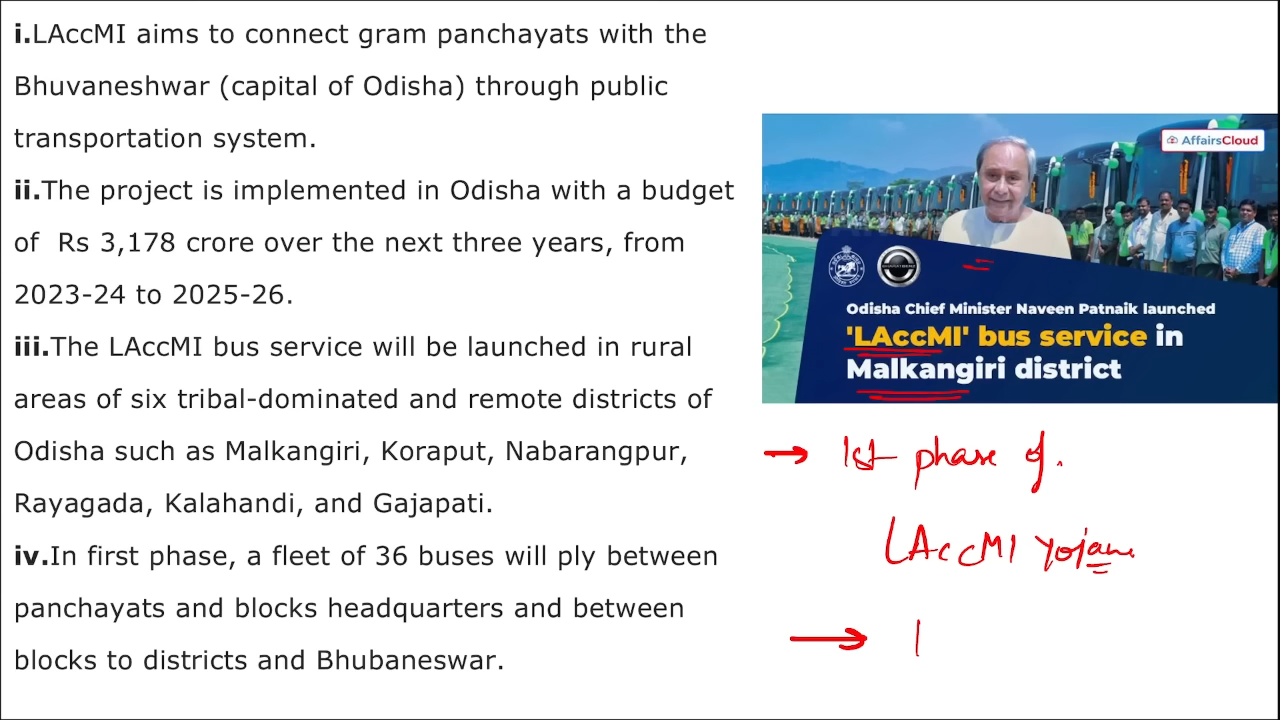 i.LAccMI aims to connect gram panchayats with the
Bhuvaneshwar (capital of Odisha) through public
transportation system.
ii.The project is implemented in Odisha with a budget
of Rs 3,178 crore over the next three years, from
2023-24 to 2025-26.
iii.The LAccMI bus service will be launched in rural
areas of six tribal-dominated and remote districts of
Odisha such as Malkangiri, Koraput, Nabarangpur,
Rayagada, Kalahandi, and Gajapati.
iv.In first phase, a fleet of 36 buses will ply between
panchayats and blocks headquarters and between
blocks to districts and Bhubaneswar.
AffairsCloud
Odisha Chief Minister Naveen Patnaik launched
'LAccMI' bus service in
Malkangiri district
→ 1st phase of.
LAccMI Yojana
→ |